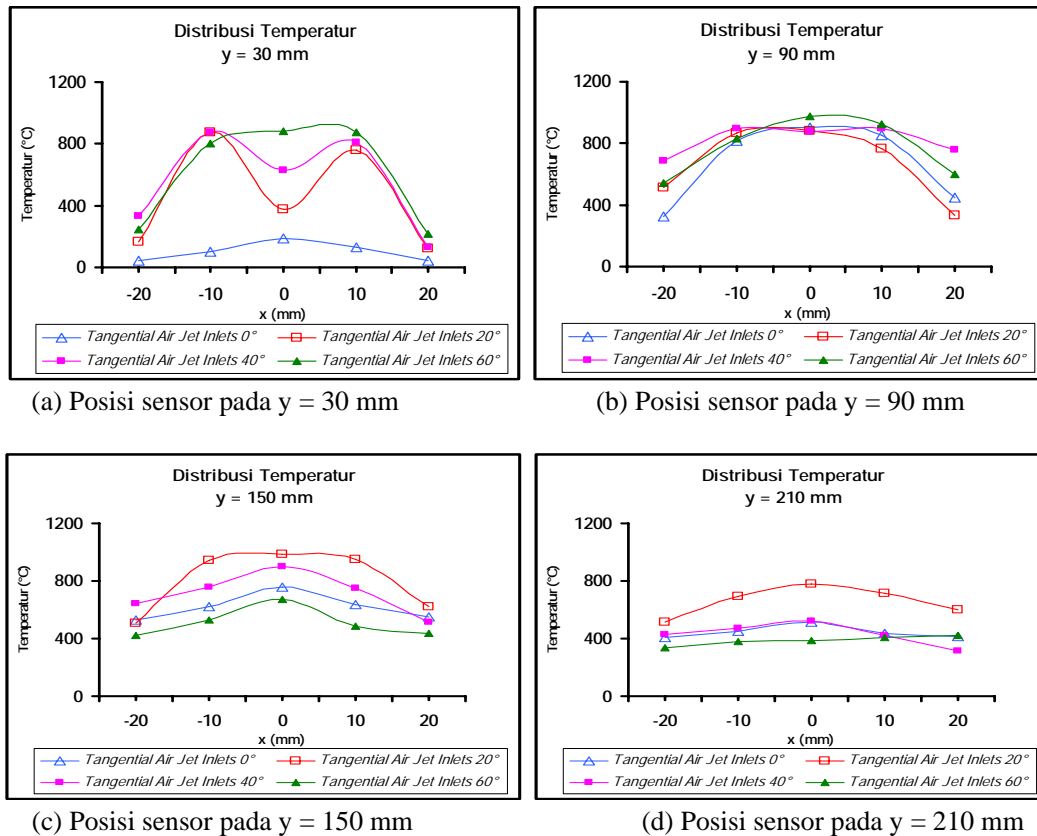 Distribusi Temperatur
y = 30 mm
1200
800
400
0
Temperatur (°C)
-20 -10 0 10 20
x (mm)
Tangential Air Jet Inlets 0° Tangential Air Jet Inlets 20°
Tangential Air Jet Inlets 40° Tangential Air Jet Inlets 60°
(a) Posisi sensor pada y = 30 mm
Distribusi Temperatur
y = 90 mm
1200
800
400
0
Temperatur (°C)
-20 -10 0 10 20
x (mm)
Tangential Air Jet Inlets 0° Tangential Air Jet Inlets 20°
Tangential Air Jet Inlets 40° Tangential Air Jet Inlets 60°
(b) Posisi sensor pada y = 90 mm
Distribusi Temperatur
y = 150 mm
1200
800
400
0
Temperatur (°C)
-20 -10 0 10 20
x (mm)
Tangential Air Jet Inlets 0° Tangential Air Jet Inlets 20°
Tangential Air Jet Inlets 40° Tangential Air Jet Inlets 60°
(c) Posisi sensor pada y = 150 mm
Distribusi Temperatur
y = 210 mm
1200
800
400
0
Temperatur (°C)
-20 -10 0 10 20
x (mm)
Tangential Air Jet Inlets 0° Tangential Air Jet Inlets 20°
Tangential Air Jet Inlets 40° Tangential Air Jet Inlets 60°
(d) Posisi sensor pada y = 210 mm